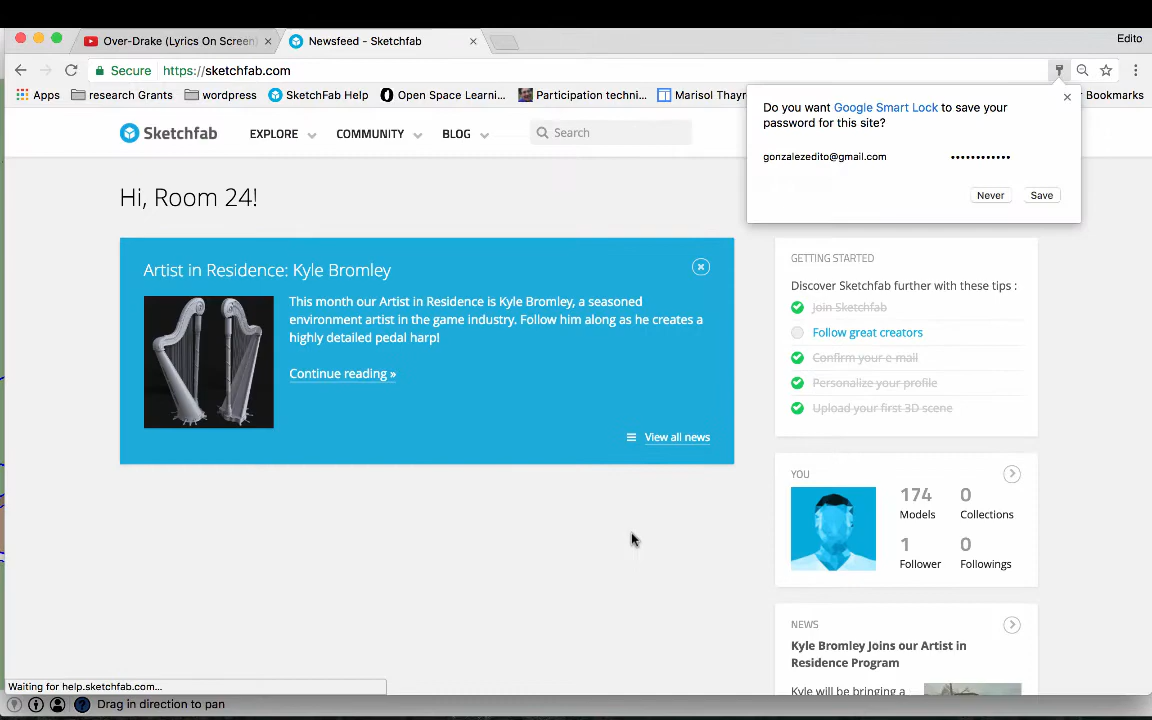 Over-Drake (Lyrics On Screen)
Newsfeed - Sketchfab
Edito
Secure
https://sketchfab.com
Apps
research Grants
wordpress
SketchFab Help
Open Space Learni...
Participation techni...
Marisol Thayr
Bookmarks
Do you want Google Smart Lock to save your
password for this site?
gonzalezedito@gmail.com
Never
Save
Sketchfab
EXPLORE
COMMUNITY
BLOG
Search
Hi, Room 24!
Artist in Residence: Kyle Bromley
This month our Artist in Residence is Kyle Bromley, a seasoned
environment artist in the game industry. Follow him along as he creates a
highly detailed pedal harp!
Continue reading »
View all news
GETTING STARTED
Discover Sketchfab further with these tips :
Join Sketchfab
Follow great creators
Confirm your e-mail
Personalize your profile
Upload your first 3D scene
YOU
174
0
Models
Collections
1
0
Follower
Followings
NEWS
Kyle Bromley Joins our Artist in
Residence Program
Kyle will be bringing a
Waiting for help.sketchfab.com...
Drag in direction to pan